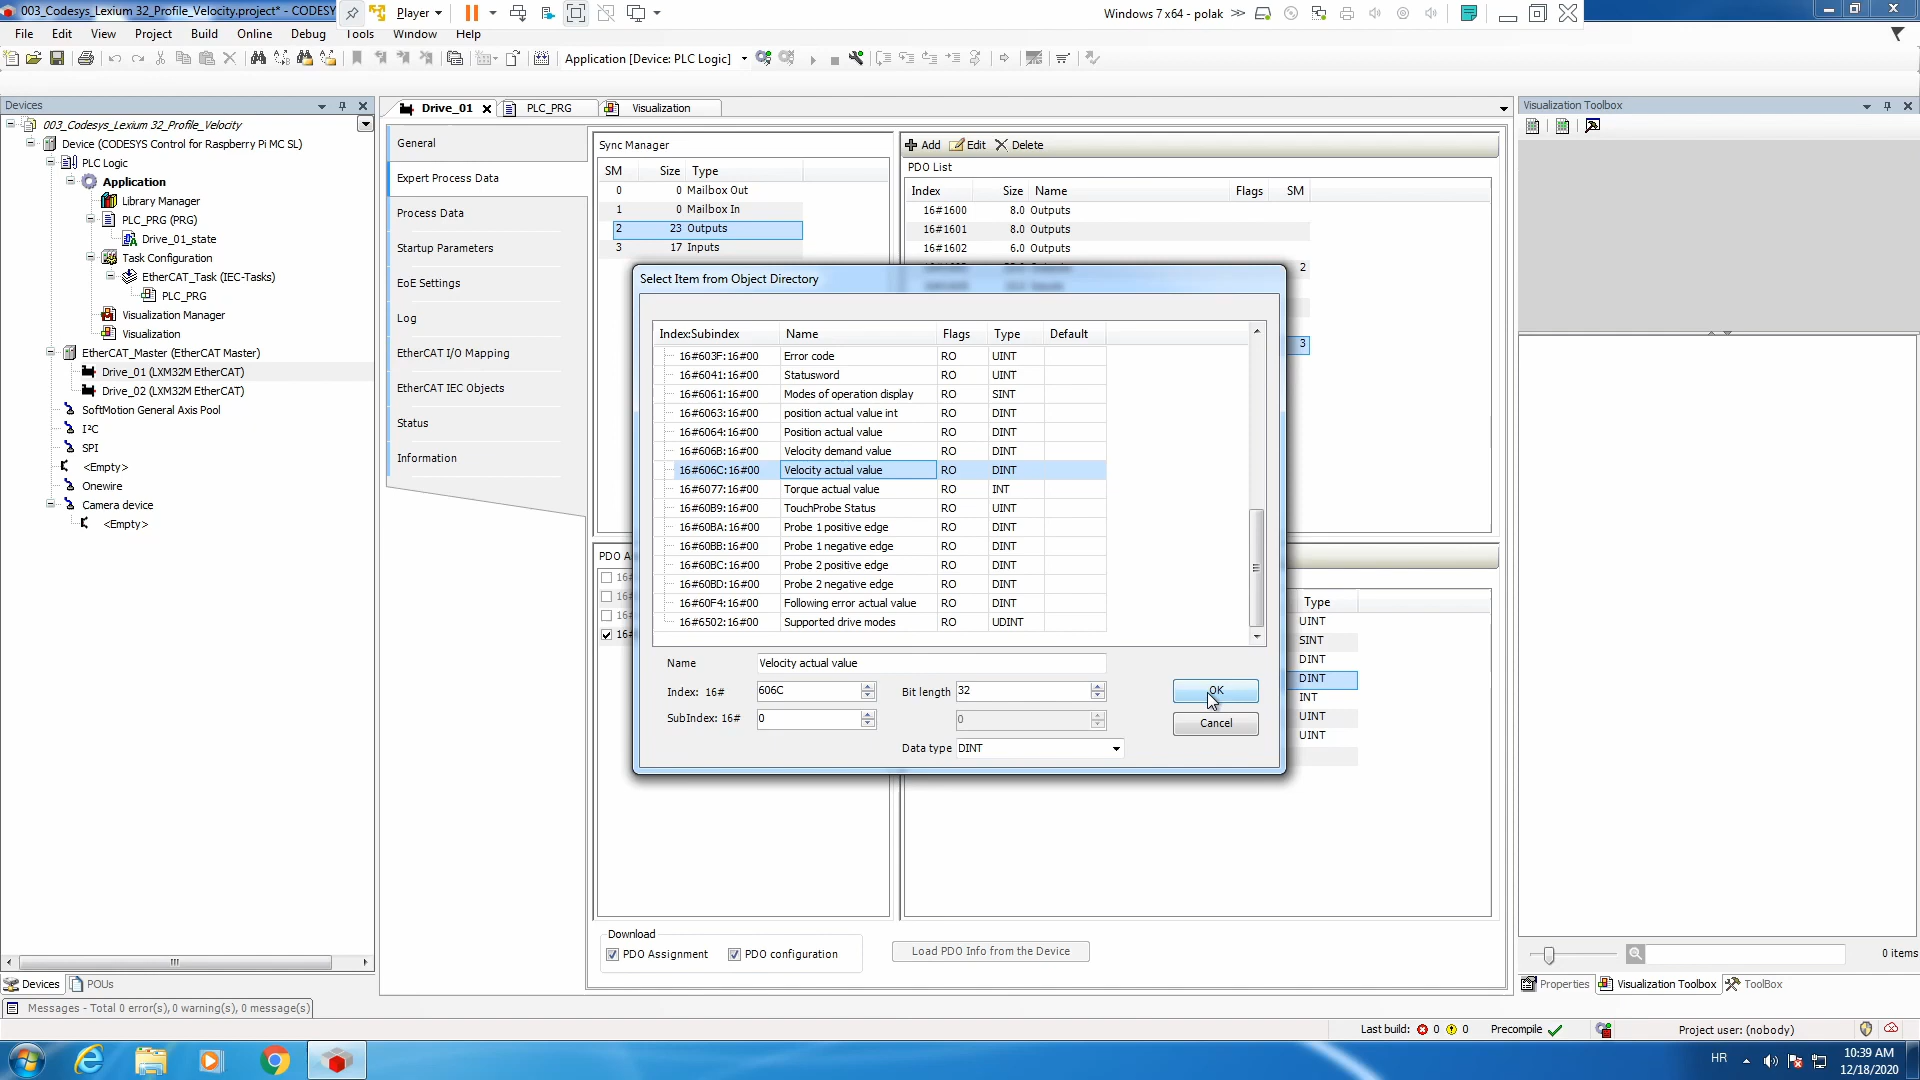 003_Codesys_Lexium 32_Profile_Velocity.project* - CODESY
Player
Windows 7 x64 - polak
File Edit View Project Build Online Debug Tools Window Help
Application [Device: PLC Logic]
Devices
003_Codesys_Lexium 32_Profile_Velocity
Device (CODESYS Control for Raspberry Pi MC SL)
PLC Logic
Application
Library Manager
PLC_PRG (PRG)
Drive_01_state
Task Configuration
EtherCAT_Task (IEC-Tasks)
PLC_PRG
Visualization Manager
Visualization
EtherCAT_Master (EtherCAT Master)
Drive_01 (LXM32M EtherCAT)
Drive_02 (LXM32M EtherCAT)
SoftMotion General Axis Pool
I²C
SPI
<Empty>
Onewire
Camera device
<Empty>
Devices POUs
Messages - Total 0 error(s), 0 warning(s), 0 message(s)
Drive_01 PLC_PRG Visualization
General
Expert Process Data
Process Data
Startup Parameters
EoE Settings
Log
EtherCAT I/O Mapping
EtherCAT IEC Objects
Status
Information
Sync Manager
SM Size Type
0 0 Mailbox Out
1 0 Mailbox In
2 23 Outputs
3 17 Inputs
Add Edit Delete
PDO List
Index Size Name Flags SM
16#1600 8.0 Outputs
16#1601 8.0 Outputs
16#1602 6.0 Outputs
2
3
Select Item from Object Directory
Index:Subindex Name Flags Type Default
16#603F:16#00 Error code RO UINT
16#6041:16#00 Statusword RO UINT
16#6061:16#00 Modes of operation display RO SINT
16#6063:16#00 position actual value int RO DINT
16#6064:16#00 Position actual value RO DINT
16#606B:16#00 Velocity demand value RO DINT
16#606C:16#00 Velocity actual value RO DINT
16#6077:16#00 Torque actual value RO INT
16#60B9:16#00 TouchProbe Status RO UINT
16#60BA:16#00 Probe 1 positive edge RO DINT
16#60BB:16#00 Probe 1 negative edge RO DINT
16#60BC:16#00 Probe 2 positive edge RO DINT
16#60BD:16#00 Probe 2 negative edge RO DINT
16#60F4:16#00 Following error actual value RO DINT
16#6502:16#00 Supported drive modes RO UDINT
Name Velocity actual value
Index: 16# 606C Bit length 32
SubIndex: 16# 0 0
Data type DINT
OK
Cancel
PDO A
16#
16#
16#
16#
Type
UINT
SINT
DINT
DINT
INT
UINT
UINT
Download
PDO Assignment PDO configuration
Load PDO Info from the Device
Visualization Toolbox
0 items
Properties Visualization Toolbox ToolBox
Last build: 0 0 Precompile
Project user: (nobody)
HR
10:39 AM
12/18/2020